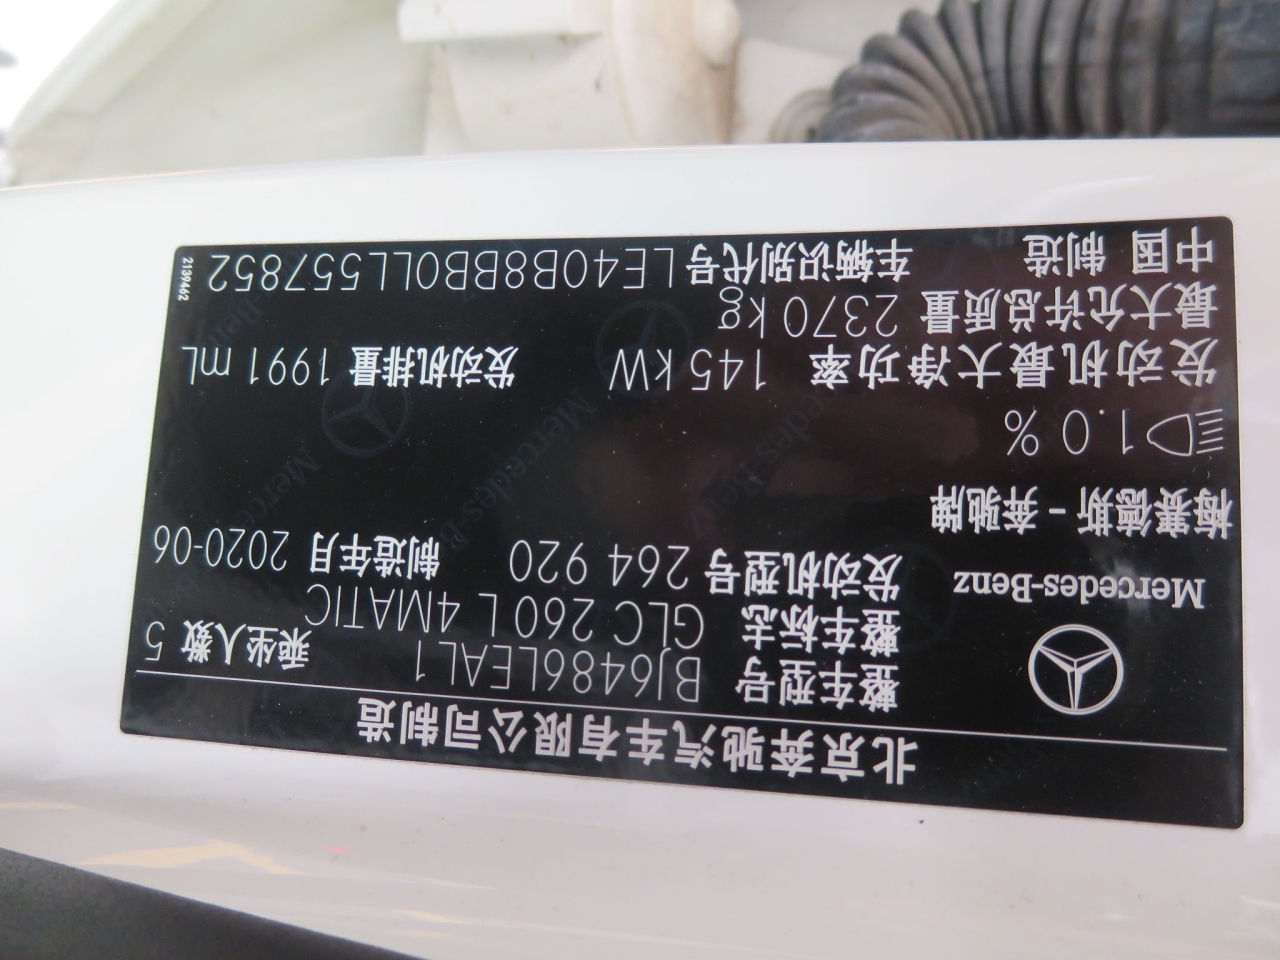 北京奔驰汽车有限公司制造
整车型号 BJ6486LEAL1 乘坐人数 5
整车标志 GLC 260 L 4MATIC
Mercedes-Benz 发动机型号 264 920 制造年月 2020-06
梅赛德斯-奔驰牌
1.0 %
发动机最大净功率 145 kW 发动机排量 1991 mL
最大允许总质量 2370 kg
中国 制造 车辆识别代号 LE40B8BB0LL557852
2139462